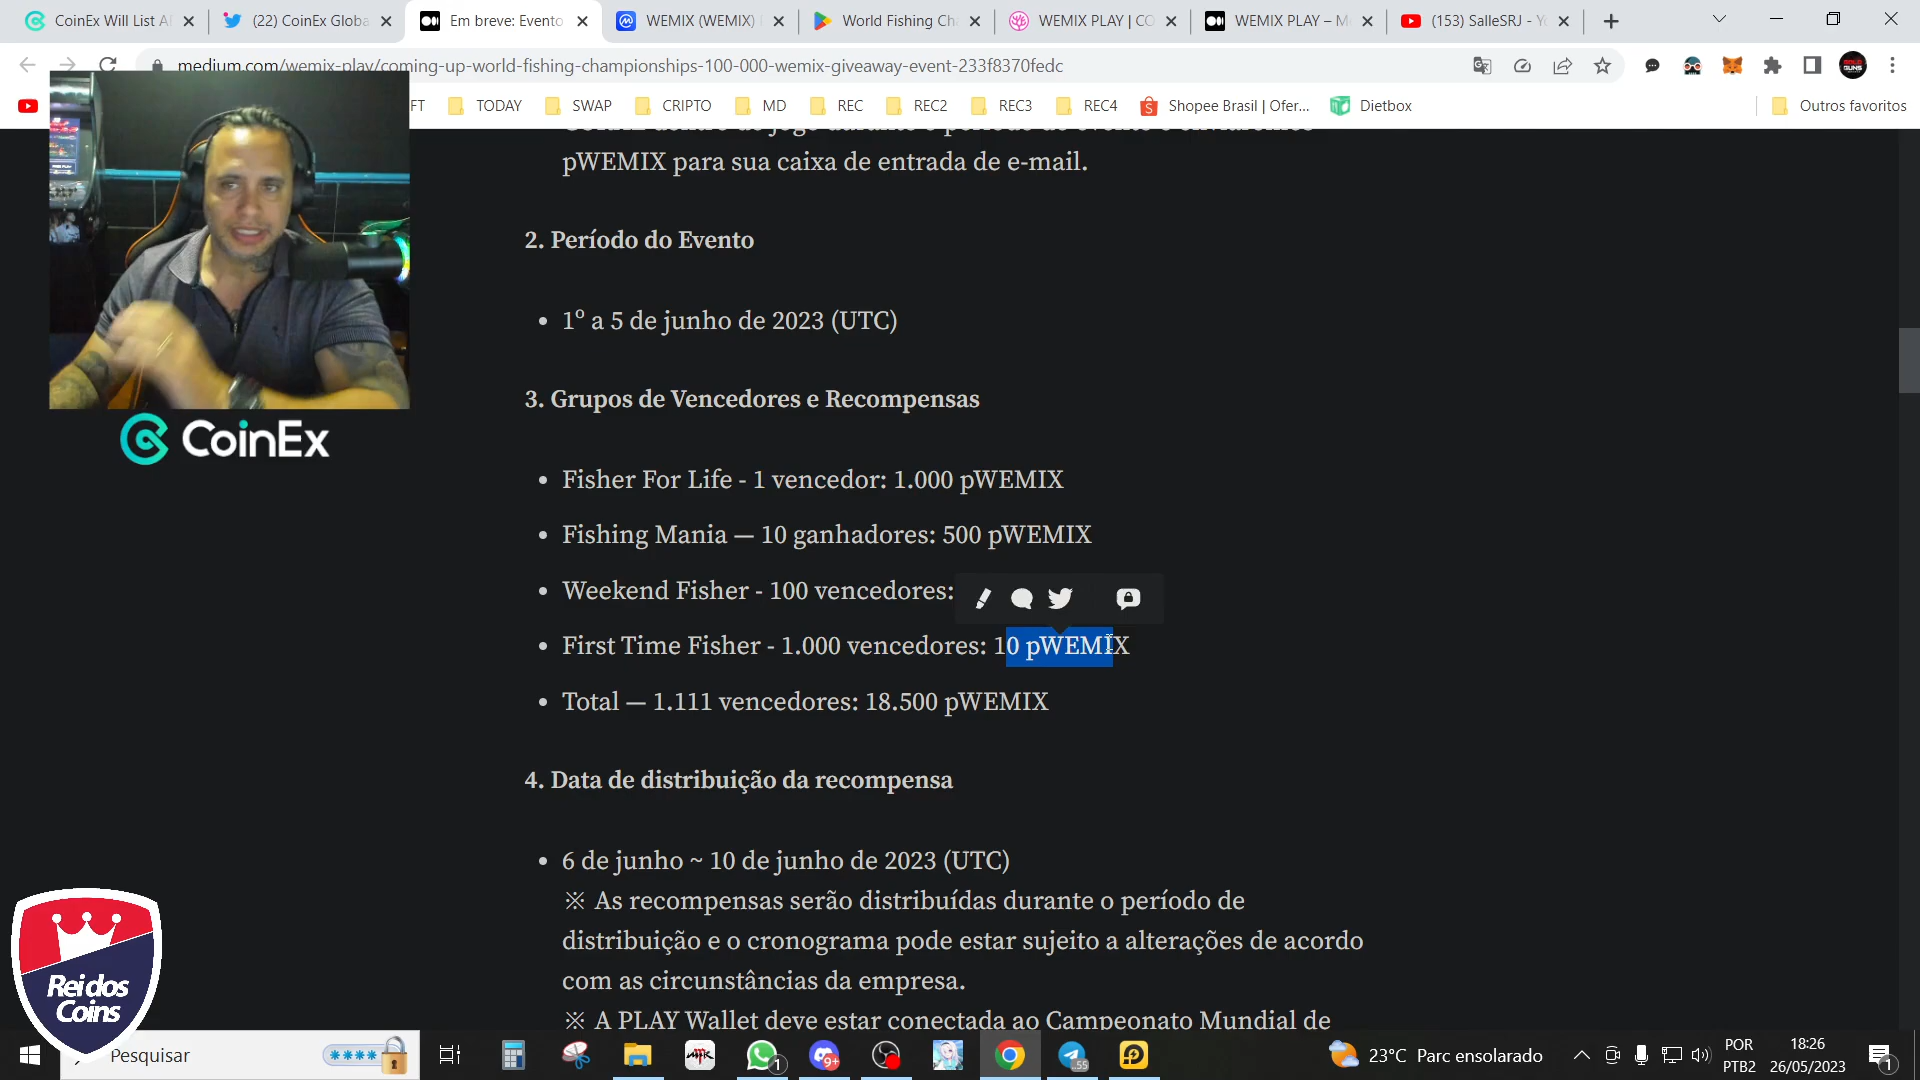 CoinEx Will List Al
(22) CoinEx Globa
Em breve: Evento
WEMIX (WEMIX)
World Fishing Ch
WEMIX PLAY | CO
WEMIX PLAY – M
(153) SalleSRJ - Y
medium.com/wemix-play/coming-up-world-fishing-championships-100-000-wemix-giveaway-event-233f8370fedc
FT
TODAY
SWAP
CRIPTO
MD
REC
REC2
REC3
REC4
Shopee Brasil | Ofer...
Dietbox
Outros favoritos
pWEMIX para sua caixa de entrada de e-mail.
2. Período do Evento
• 1º a 5 de junho de 2023 (UTC)
3. Grupos de Vencedores e Recompensas
CoinEx
• Fisher For Life - 1 vencedor: 1.000 pWEMIX
• Fishing Mania — 10 ganhadores: 500 pWEMIX
• Weekend Fisher - 100 vencedores:
• First Time Fisher - 1.000 vencedores: 10 pWEMIX
• Total — 1.111 vencedores: 18.500 pWEMIX
4. Data de distribuição da recompensa
• 6 de junho ~ 10 de junho de 2023 (UTC)
※ As recompensas serão distribuídas durante o período de
distribuição e o cronograma pode estar sujeito a alterações de acordo
com as circunstâncias da empresa.
※ A PLAY Wallet deve estar conectada ao Campeonato Mundial de
Rei dos
Coins
Pesquisar
****
1
9+
55
23°C Parc ensolarado
POR
PTB2
18:26
26/05/2023
1